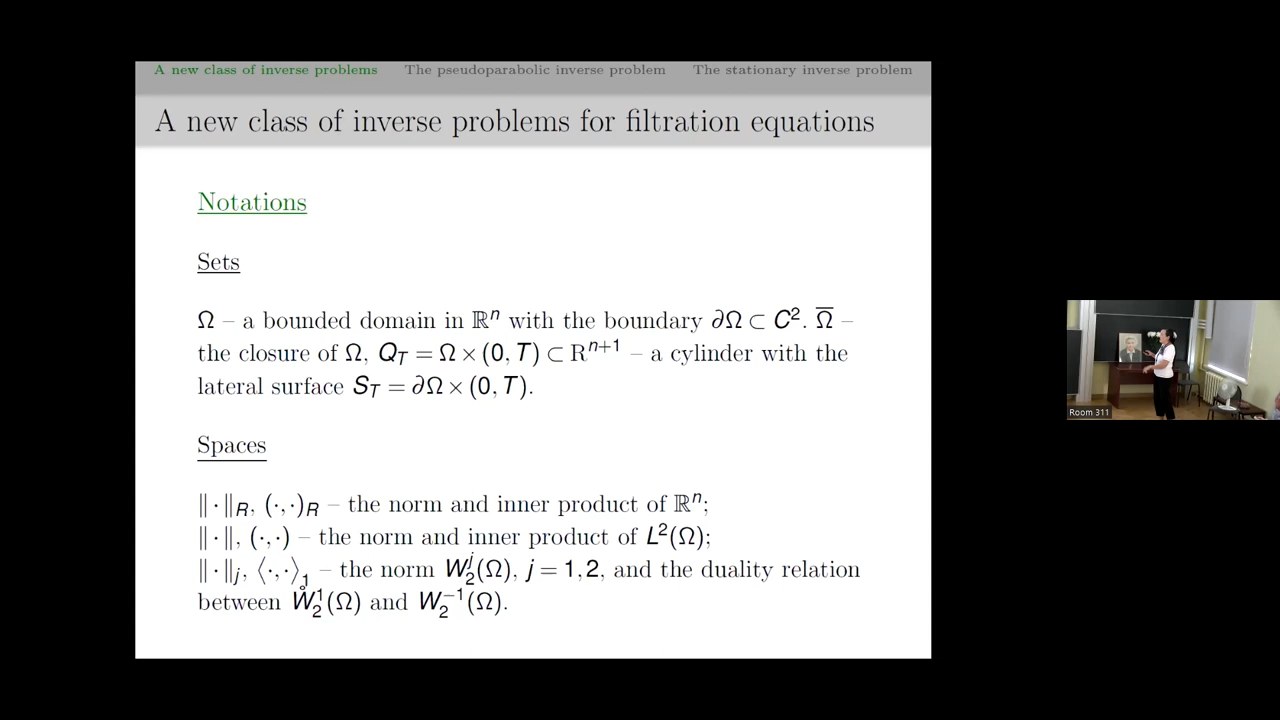 A new class of inverse problems The pseudoparabolic inverse problem The stationary inverse problem
A new class of inverse problems for filtration equations
Notations
Sets
Ω – a bounded domain in ℝⁿ with the boundary ∂Ω ⊂ C². Ω̅ –
the closure of Ω, Q_T = Ω × (0, T) ⊂ Rⁿ⁺¹ – a cylinder with the
lateral surface S_T = ∂Ω × (0, T).
Spaces
‖·‖_R, (·,·)_R – the norm and inner product of ℝⁿ;
‖·‖, (·,·) – the norm and inner product of L²(Ω);
‖·‖_j, ⟨·,·⟩₁ – the norm W₂ʲ(Ω), j = 1,2, and the duality relation
between W̊₂¹(Ω) and W₂⁻¹(Ω).
Room 311